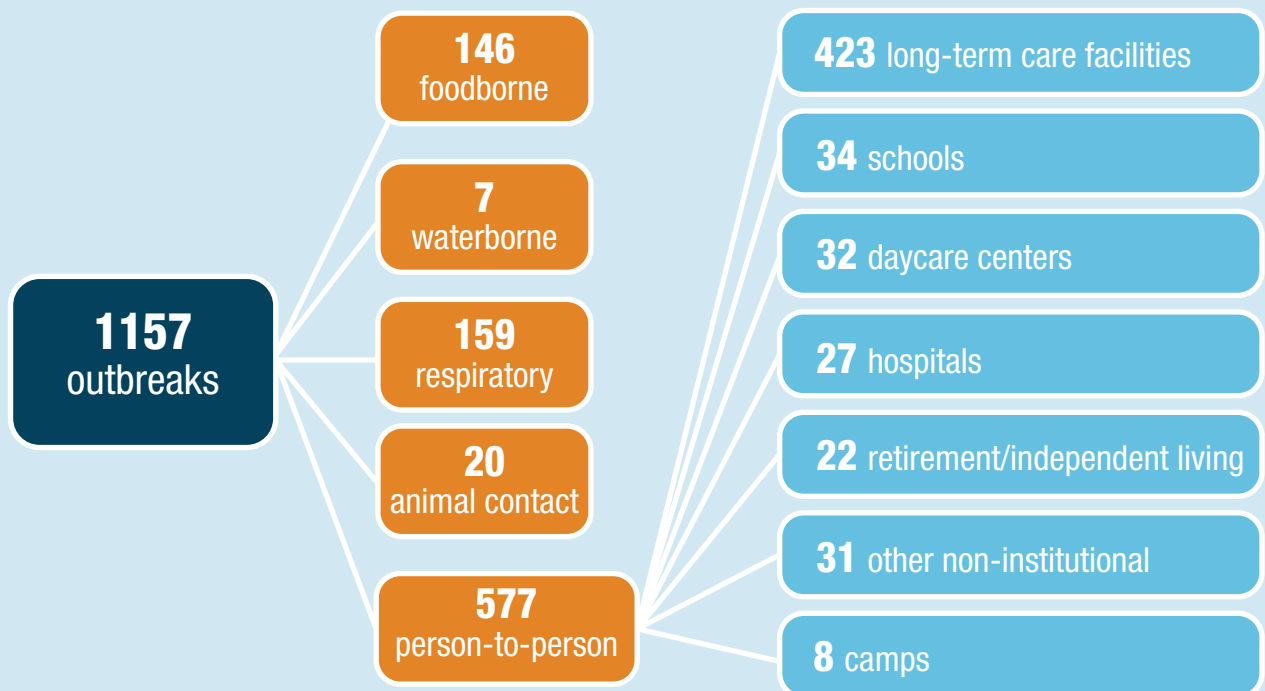 1157
outbreaks
146
foodborne
7
waterborne
159
respiratory
20
animal contact
577
person-to-person
423 long-term care facilities
34 schools
32 daycare centers
27 hospitals
22 retirement/independent living
31 other non-institutional
8 camps